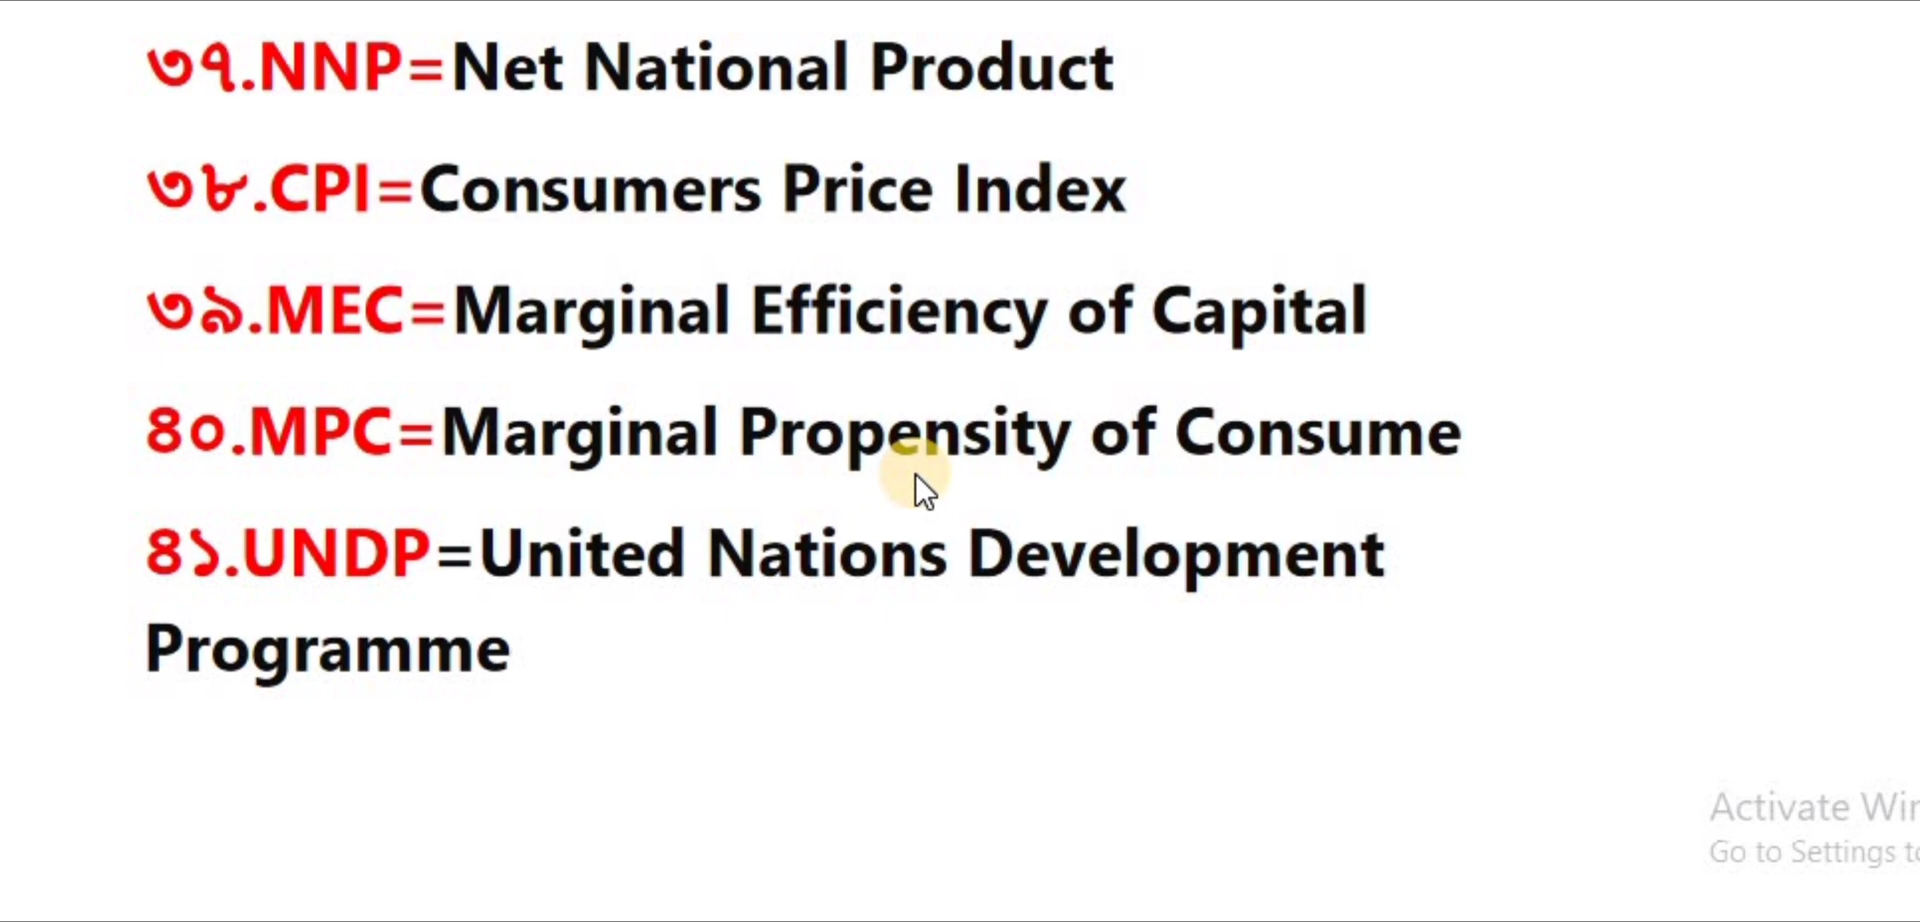 ৩৭.NNP=Net National Product
৩৮.CPI=Consumers Price Index
৩৯.MEC=Marginal Efficiency of Capital
৪০.MPC=Marginal Propensity of Consume
৪১.UNDP=United Nations Development
Programme
Activate
Go to Settings